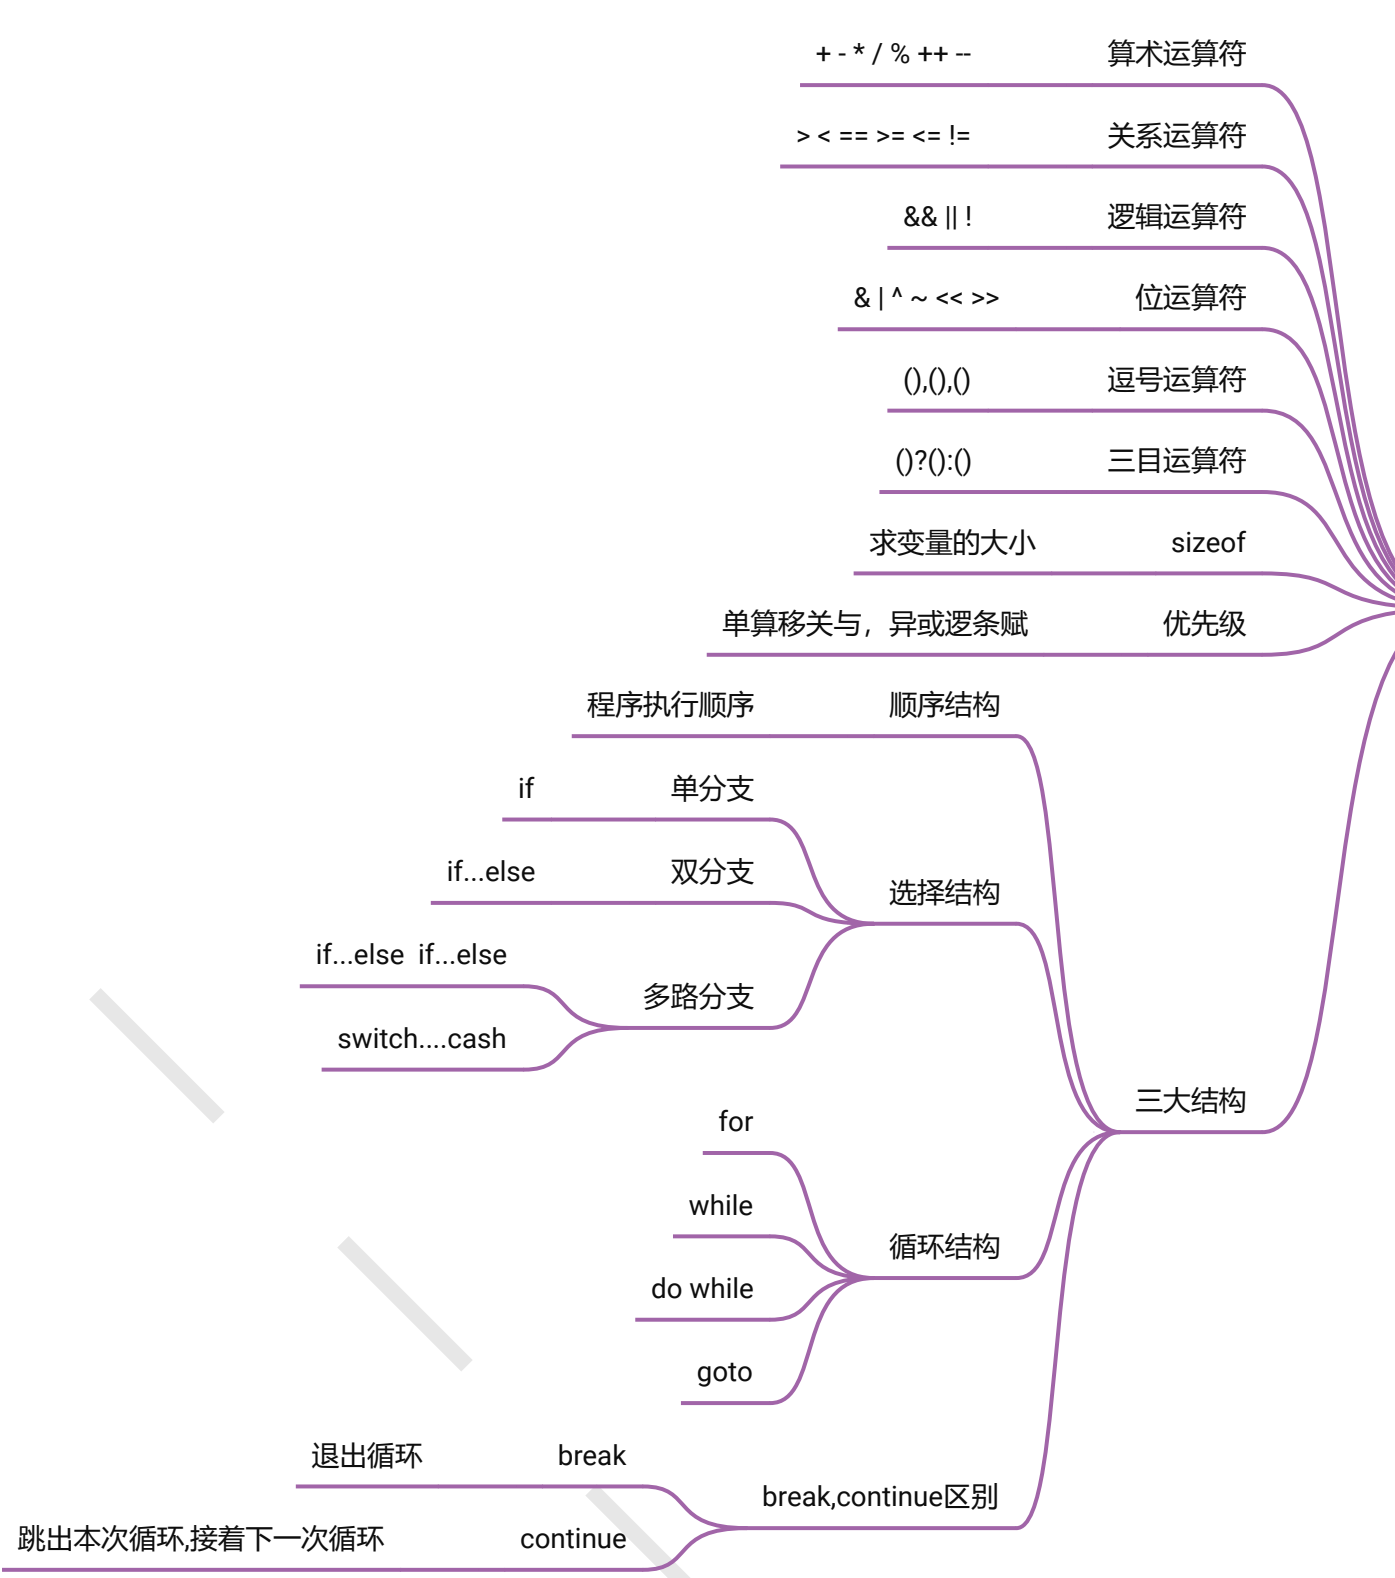 + - * / % ++ -- 算术运算符
> < == >= <= != 关系运算符
&& || ! 逻辑运算符
& | ^ ~ << >> 位运算符
(),(),() 逗号运算符
()?():() 三目运算符
求变量的大小 sizeof
单算移关与，异或逻条赋 优先级
程序执行顺序 顺序结构
if 单分支
if...else 双分支
选择结构
if...else  if...else
多路分支
switch....cash
三大结构
for
while
循环结构
do while
goto
退出循环 break
break,continue区别
跳出本次循环,接着下一次循环 continue